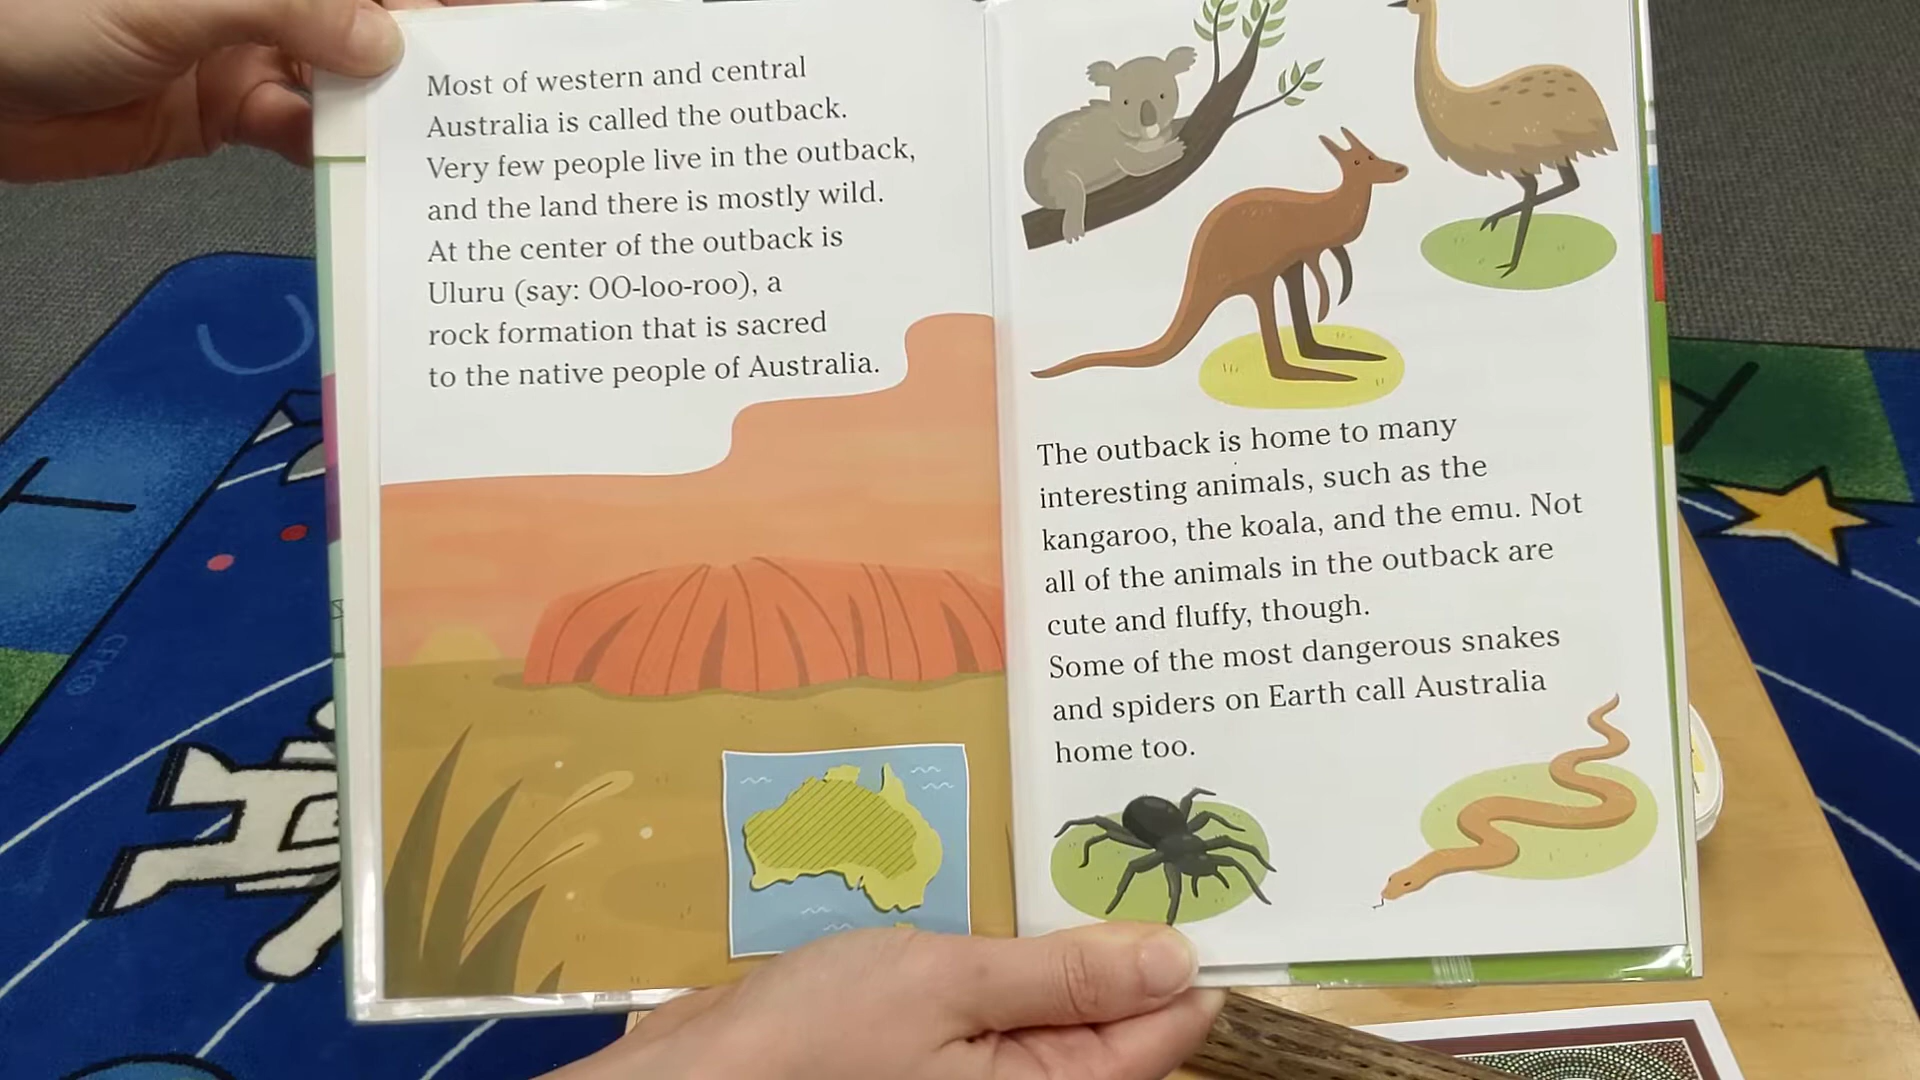 Most of western and central
Australia is called the outback.
Very few people live in the outback,
and the land there is mostly wild.
At the center of the outback is
Uluru (say: OO-loo-roo), a
rock formation that is sacred
to the native people of Australia.
The outback is home to many
interesting animals, such as the
kangaroo, the koala, and the emu. Not
all of the animals in the outback are
cute and fluffy, though.
Some of the most dangerous snakes
and spiders on Earth call Australia
home too.